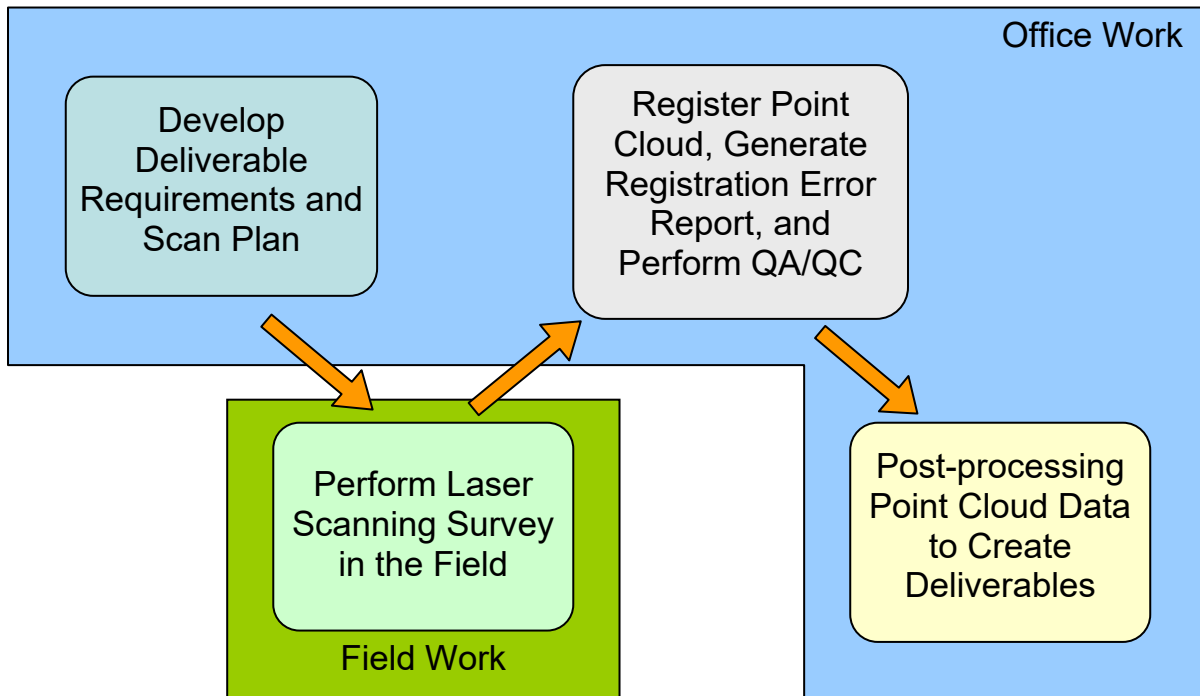 Office Work
Develop
Deliverable
Requirements and
Scan Plan
Register Point
Cloud, Generate
Registration Error
Report, and
Perform QA/QC
Perform Laser
Scanning Survey
in the Field
Field Work
Post-processing
Point Cloud Data
to Create
Deliverables